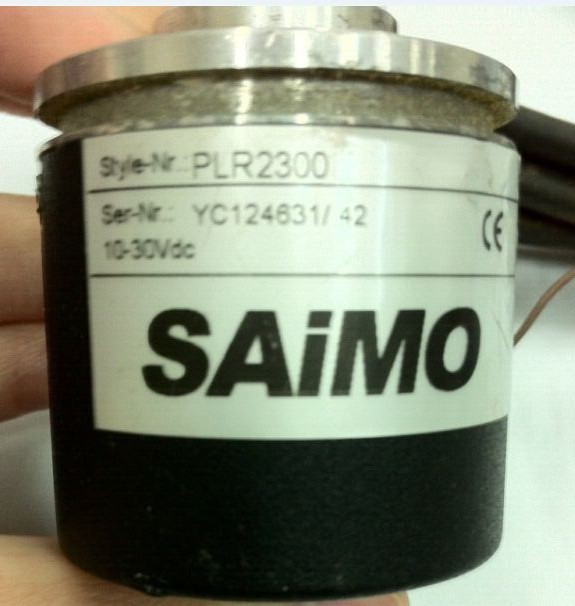 Style-Nr.: PLR2300
Ser-Nr.: YC124631/ 42
CE
10-30Vdc
SAiMO